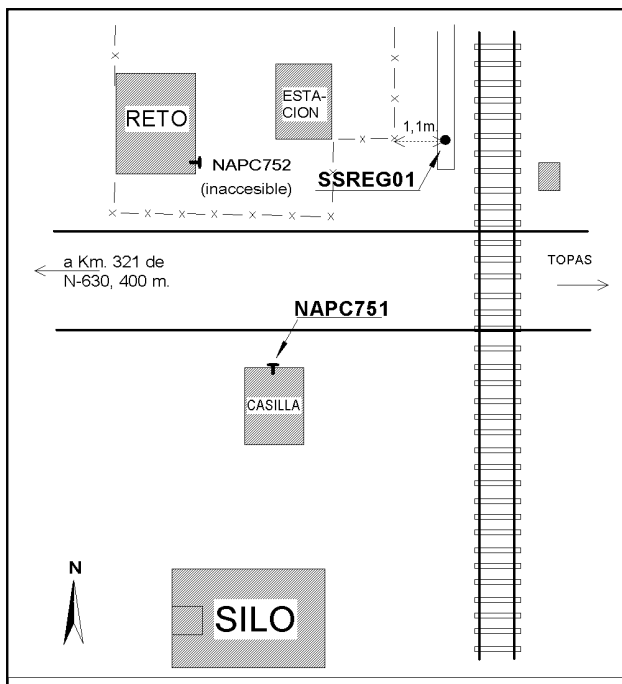 RETO
ESTA-
CION
1,1m.
NAPC752
(inaccesible)
SSREG01
a Km. 321 de
N-630, 400 m.
TOPAS
NAPC751
CASILLA
N
SILO